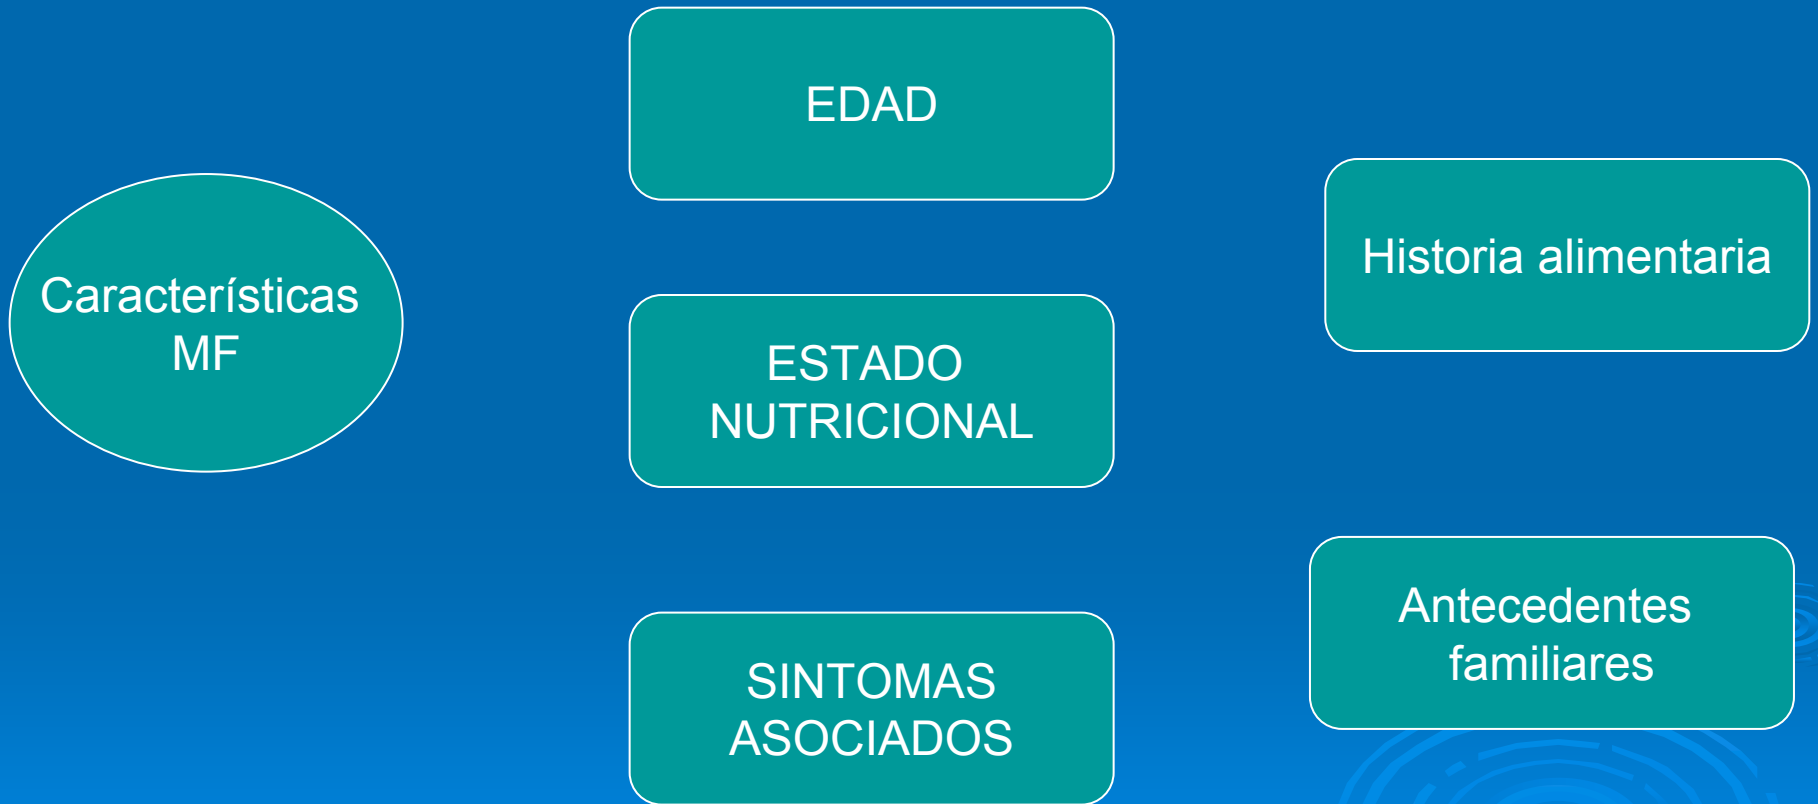 Características
MF
EDAD
ESTADO
NUTRICIONAL
SINTOMAS
ASOCIADOS
Historia alimentaria
Antecedentes
familiares